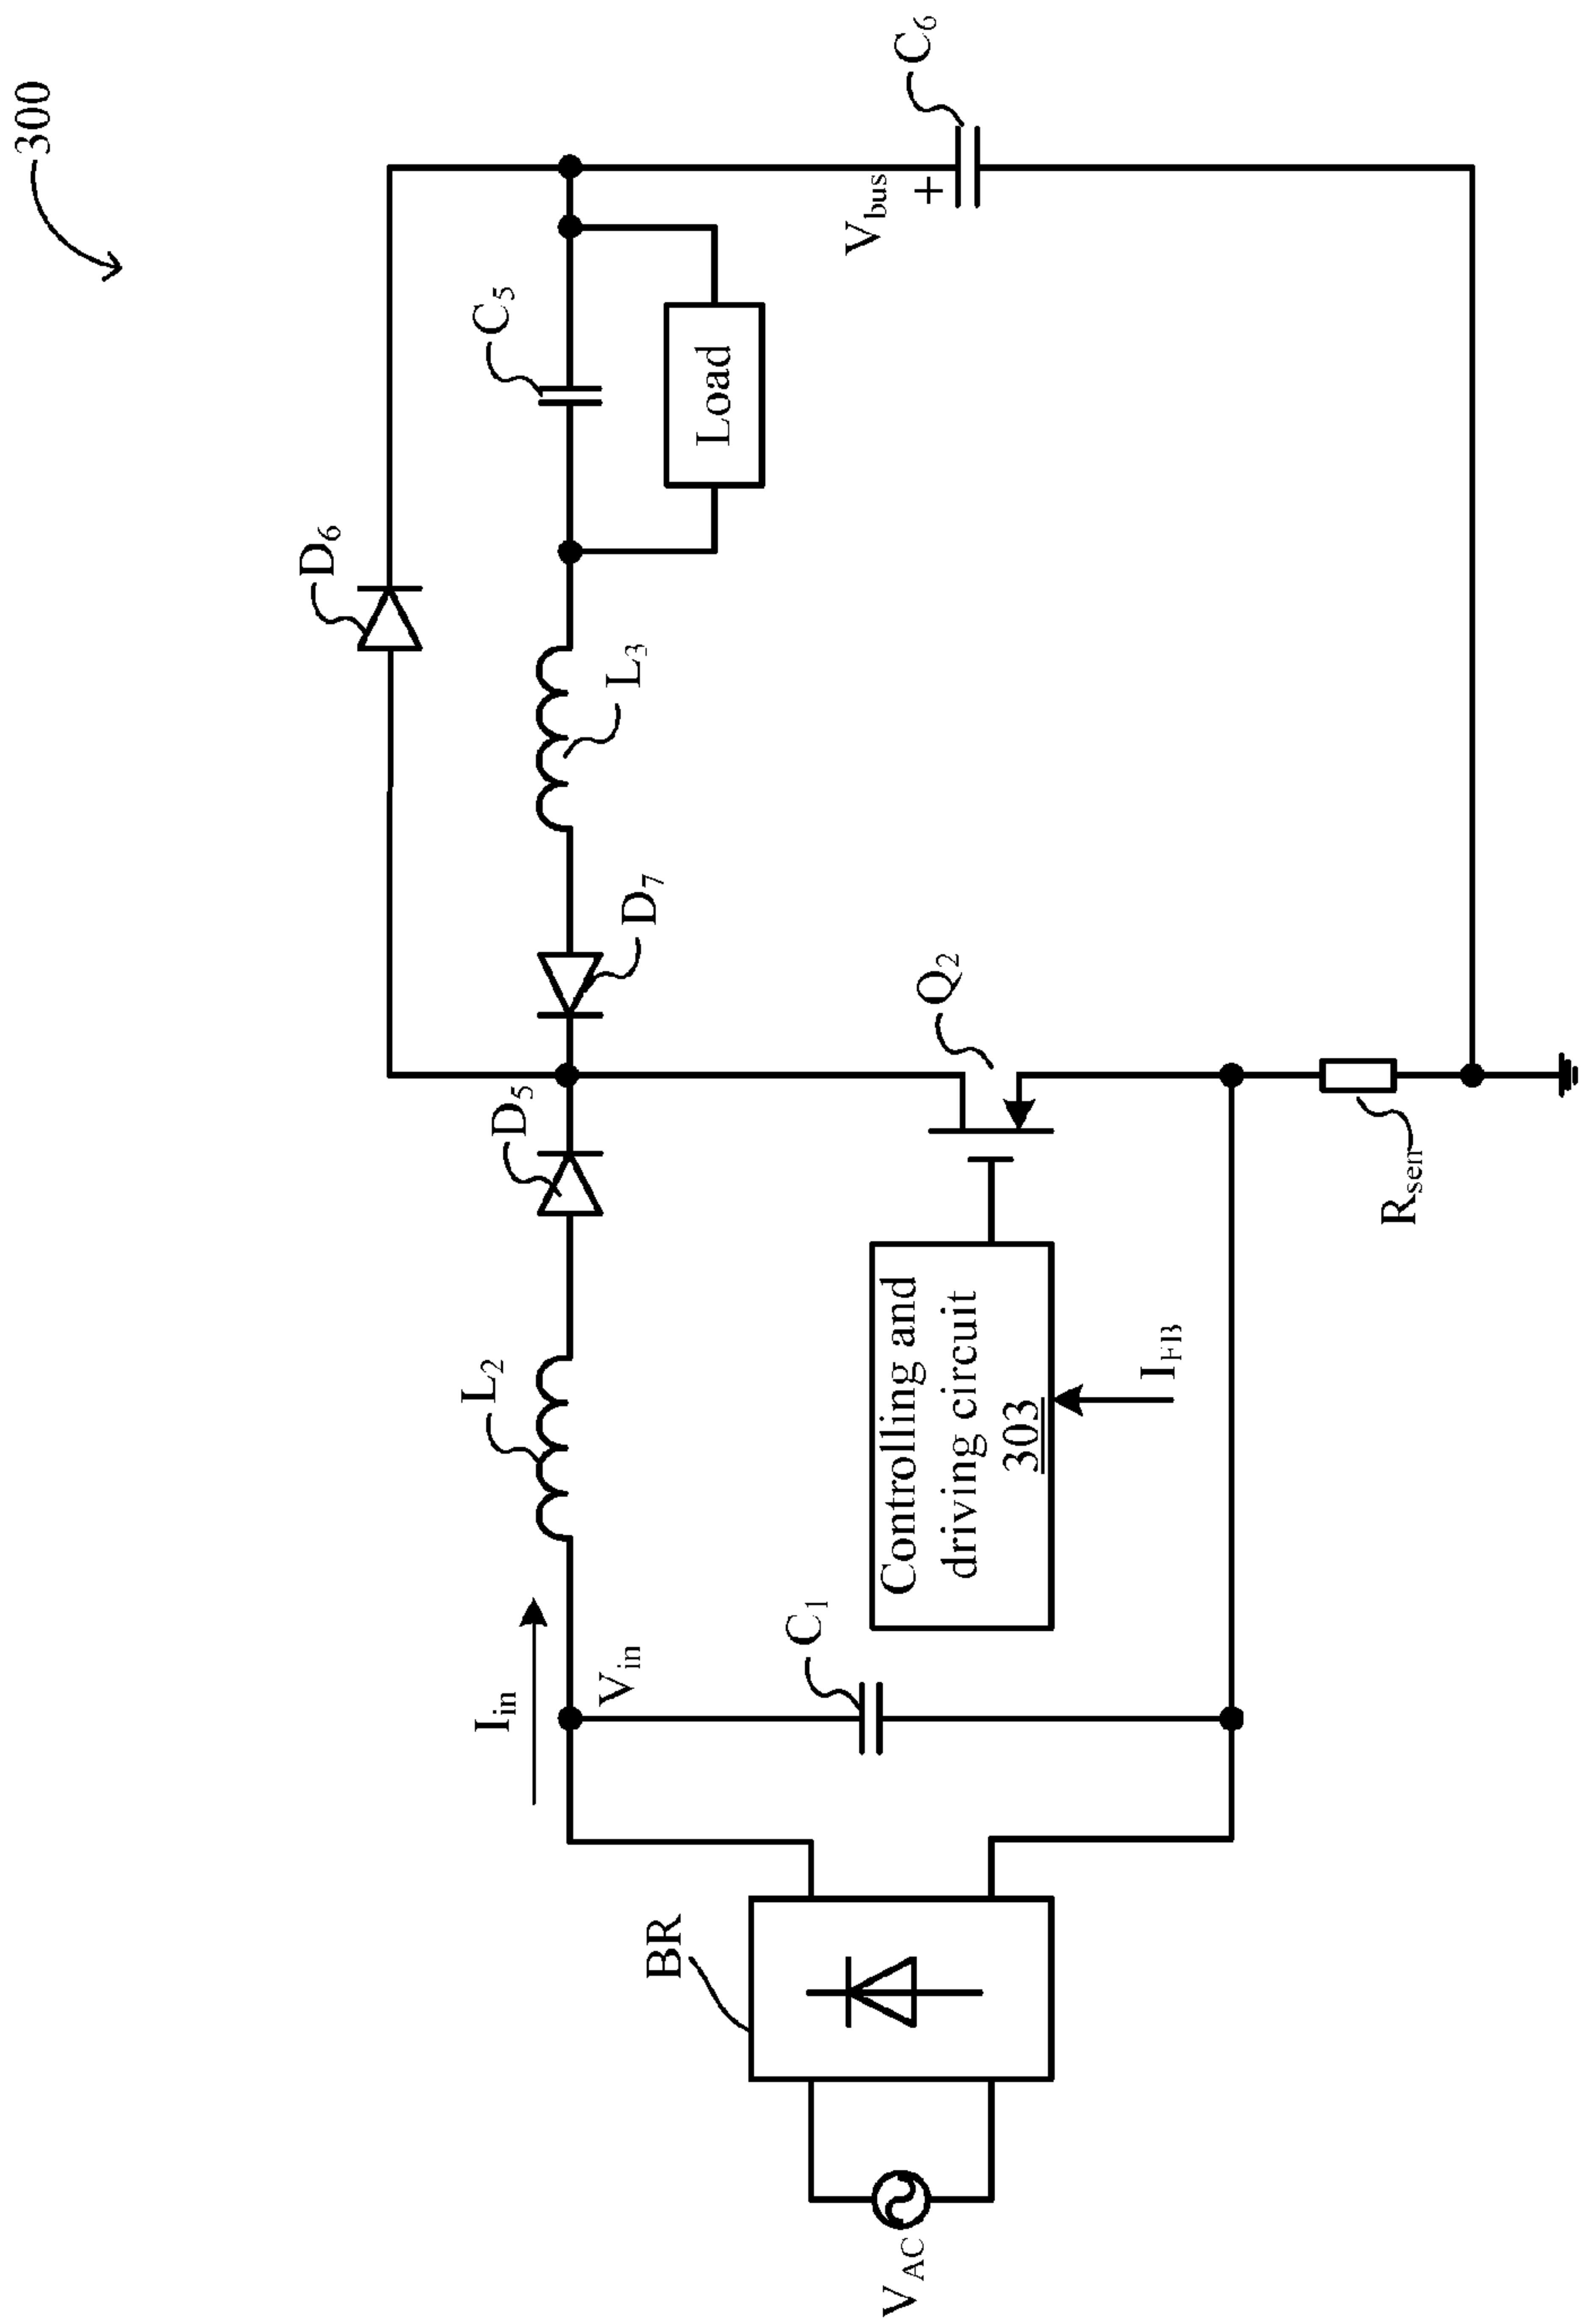 300
D6
C5
C6
Vbus
+
Load
L3
D7
D5
Q2
L2
Iin
Vin
C1
Controlling and
driving circuit
303
IFB
Rsen
BR
VAC